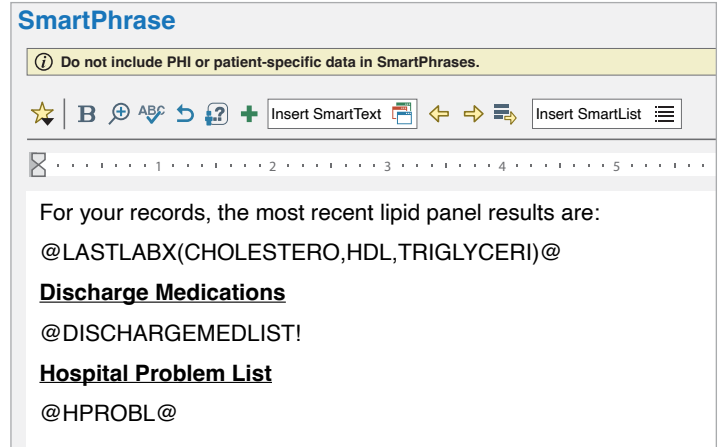 SmartPhrase
Do not include PHI or patient-specific data in SmartPhrases.
B ABC Insert SmartText Insert SmartList
1 2 3 4 5
For your records, the most recent lipid panel results are:
@LASTLABX(CHOLESTERO,HDL,TRIGLYCERI)@
Discharge Medications
@DISCHARGEMEDLIST!
Hospital Problem List
@HPROBL@